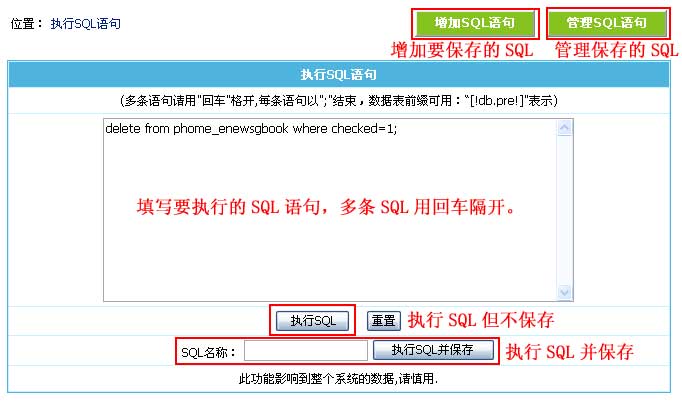 位置： 执行SQL语句
增加SQL语句
管理SQL语句
增加要保存的 SQL
管理保存的 SQL
执行SQL语句
(多条语句请用"回车"格开,每条语句以";"结束，数据表前缀可用：“[!db.pre!]"表示)
delete from phome_enewsgbook where checked=1;
填写要执行的 SQL 语句，多条 SQL 用回车隔开。
执行SQL
重置
执行 SQL 但不保存
SQL名称：
执行SQL并保存
执行 SQL 并保存
此功能影响到整个系统的数据,请慎用.